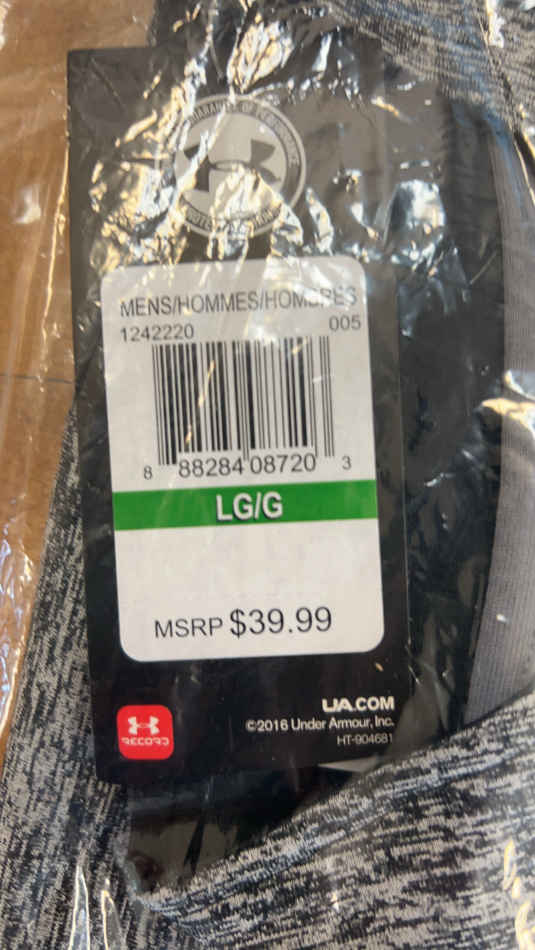 MENS/HOMMES/HOMBRES
1242220 005
8 88284 08720 3
LG/G
MSRP $39.99
UA.COM
©2016 Under Armour, Inc.
HT-904681
RECORD